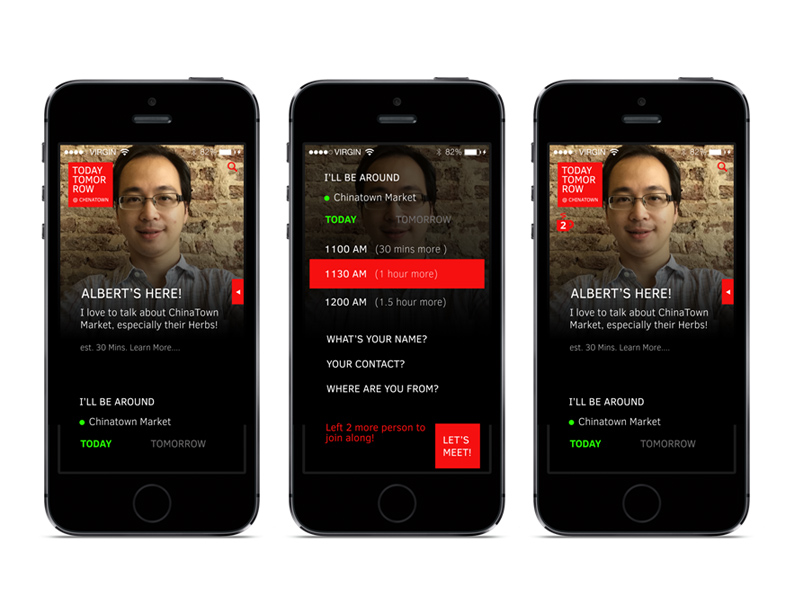 VIRGIN 82%
TODAY
TOMOR
ROW
@ CHINATOWN
ALBERT'S HERE!
I love to talk about ChinaTown
Market, especially their Herbs!
est. 30 Mins. Learn More....
I'LL BE AROUND
Chinatown Market
TODAY TOMORROW
VIRGIN 82%
I'LL BE AROUND
Chinatown Market
TODAY TOMORROW
1100 AM (30 mins more )
1130 AM (1 hour more)
1200 AM (1.5 hour more)
WHAT'S YOUR NAME?
YOUR CONTACT?
WHERE ARE YOU FROM?
Left 2 more person to
join along!
LET'S
MEET!
VIRGIN 82%
TODAY
TOMOR
ROW
@ CHINATOWN
2
ALBERT'S HERE!
I love to talk about ChinaTown
Market, especially their Herbs!
est. 30 Mins. Learn More....
I'LL BE AROUND
Chinatown Market
TODAY TOMORROW